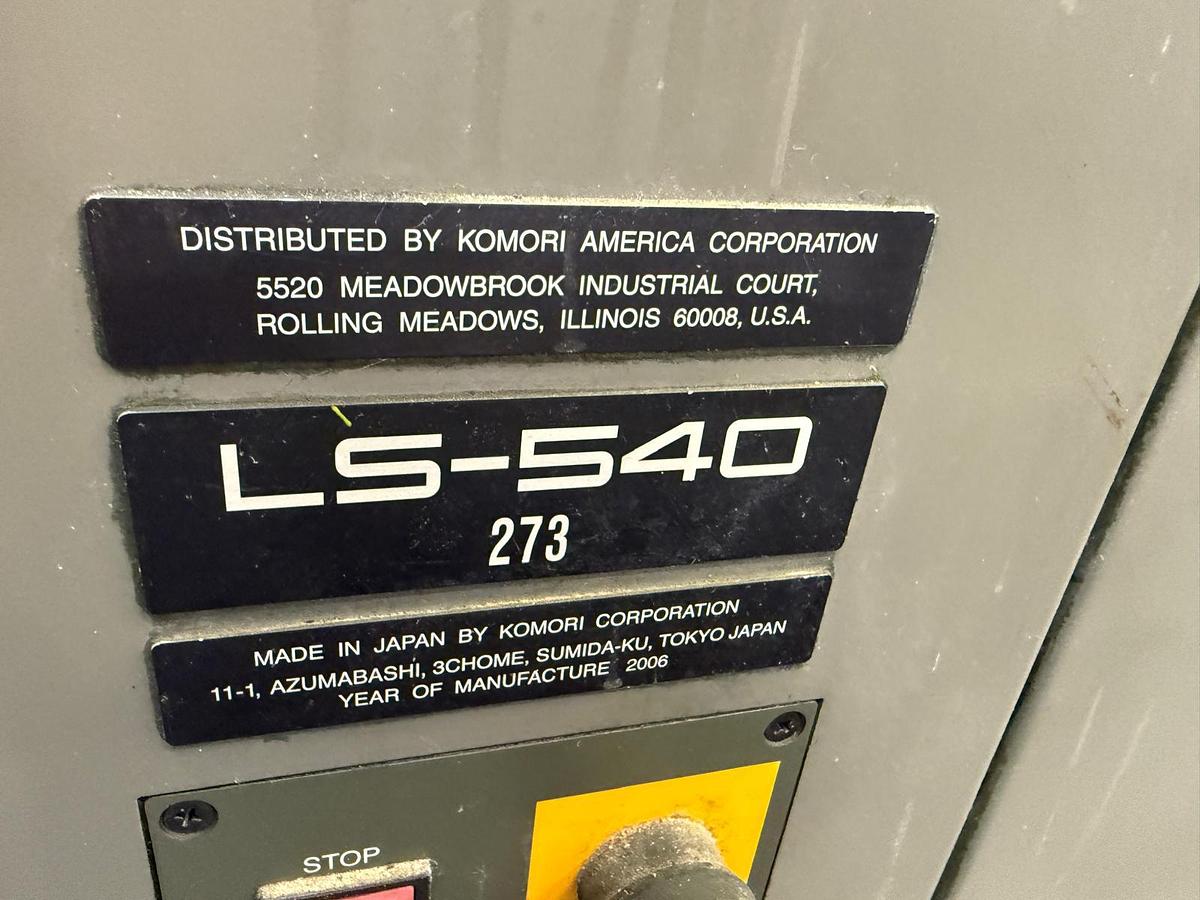 DISTRIBUTED BY KOMORI AMERICA CORPORATION
5520 MEADOWBROOK INDUSTRIAL COURT,
ROLLING MEADOWS, ILLINOIS 60008, U.S.A.
LS-540
273
MADE IN JAPAN BY KOMORI CORPORATION
11-1, AZUMABASHI, 3CHOME, SUMIDA-KU, TOKYO JAPAN
YEAR OF MANUFACTURE 2006
STOP